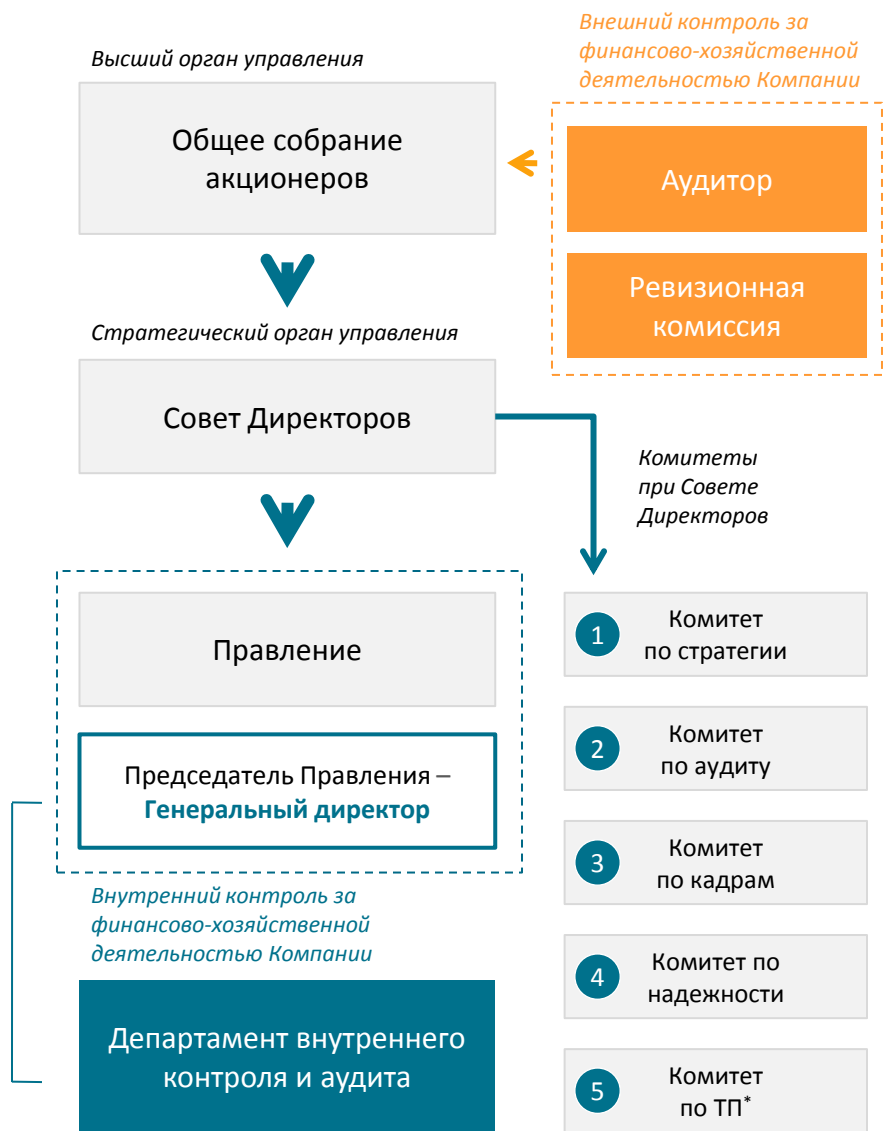 Высший орган управления
Общее собрание
акционеров
Внешний контроль за
финансово-хозяйственной
деятельностью Компании
Аудитор
Ревизионная
комиссия
Стратегический орган управления
Совет Директоров
Комитеты
при Совете
Директоров
Правление
Председатель Правления –
Генеральный директор
Внутренний контроль за
финансово-хозяйственной
деятельностью Компании
Департамент внутреннего
контроля и аудита
1
Комитет
по стратегии
2
Комитет
по аудиту
3
Комитет
по кадрам
4
Комитет по
надежности
5
Комитет
по ТП*